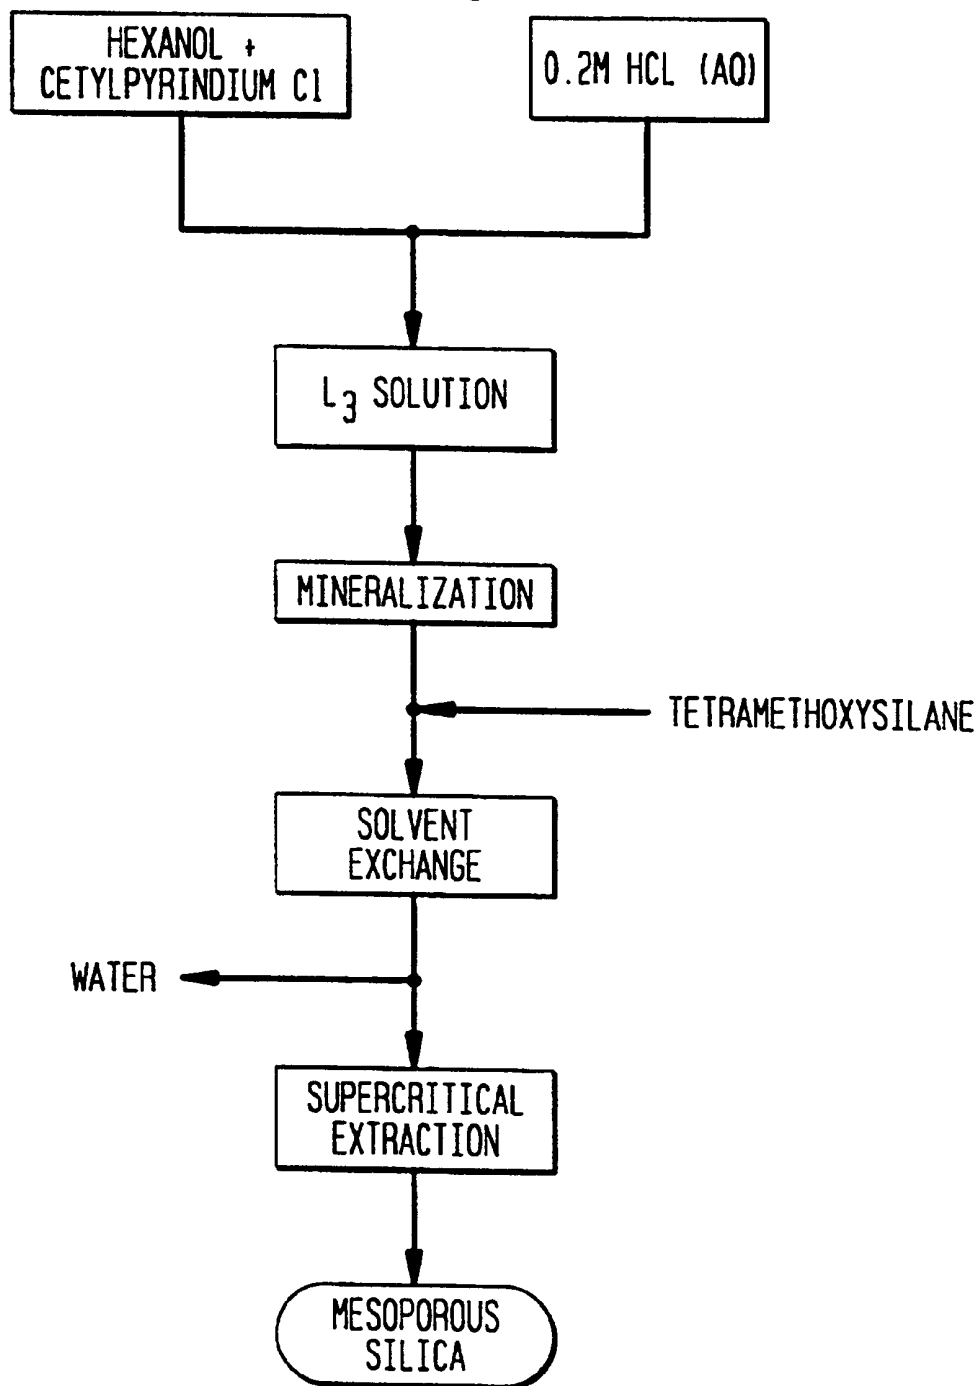 HEXANOL +
CETYLPYRINDIUM Cl
0.2M HCL (AQ)
L3 SOLUTION
MINERALIZATION
TETRAMETHOXYSILANE
SOLVENT
EXCHANGE
WATER
SUPERCRITICAL
EXTRACTION
MESOPOROUS
SILICA